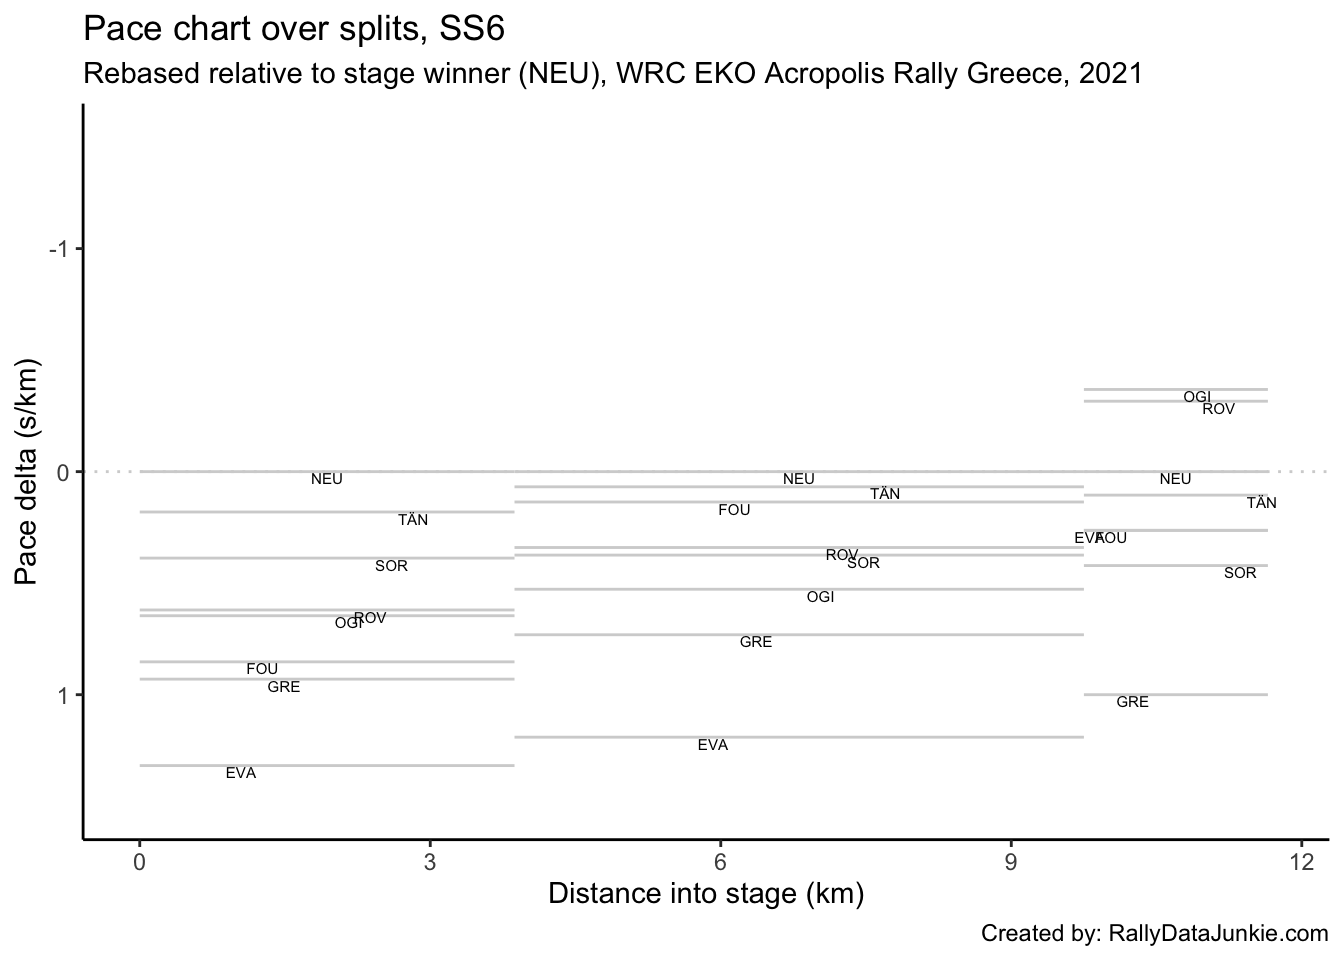 Pace chart over splits, SS6
Rebased relative to stage winner (NEU), WRC EKO Acropolis Rally Greece, 2021
Pace delta (s/km)
-1
0
1
OGI
ROV
NEU
NEU
NEU
TÄN
TÄN
TÄN
FOU
EVA
FOU
ROV
SOR
SOR
SOR
OGI
ROV
OGI
GRE
FOU
GRE
GRE
EVA
EVA
0
3
6
9
12
Distance into stage (km)
Created by: RallyDataJunkie.com